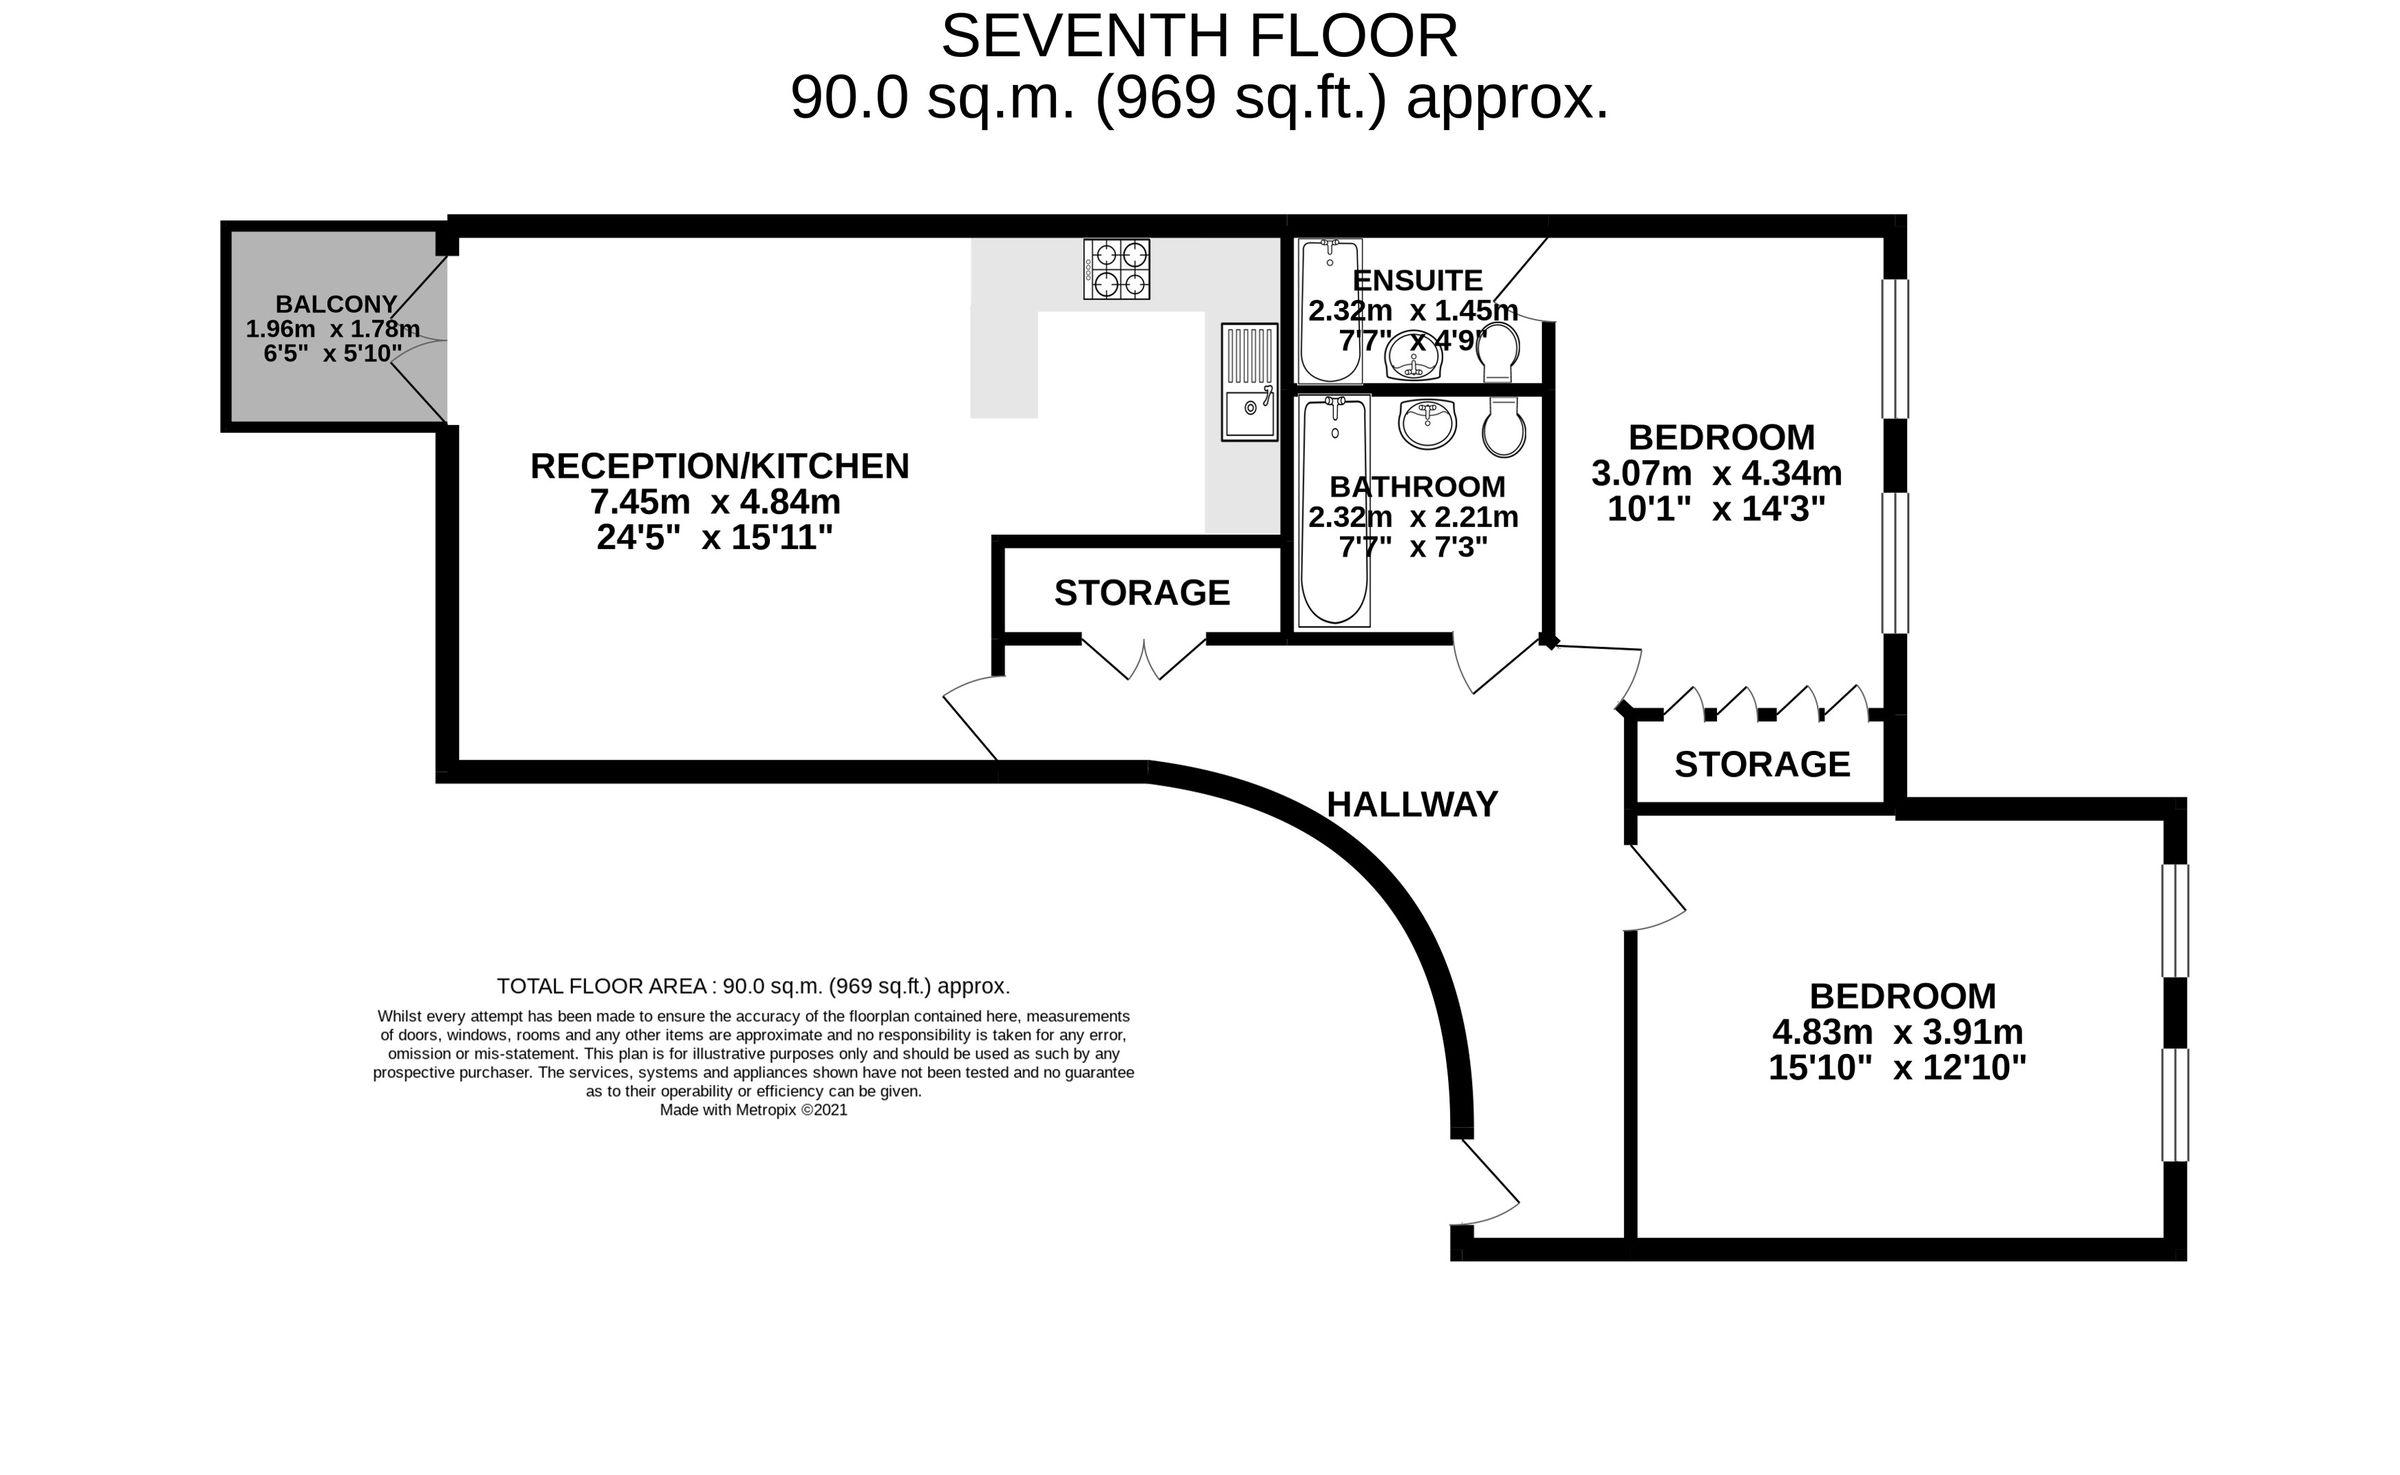 SEVENTH FLOOR
90.0 sq.m. (969 sq.ft.) approx.
BALCONY
1.96m x 1.78m
6'5" x 5'10"
ENSUITE
2.32m x 1.45m
7'7" x 4'9"
RECEPTION/KITCHEN
7.45m x 4.84m
24'5" x 15'11"
BATHROOM
2.32m x 2.21m
7'7" x 7'3"
BEDROOM
3.07m x 4.34m
10'1" x 14'3"
STORAGE
STORAGE
HALLWAY
BEDROOM
4.83m x 3.91m
15'10" x 12'10"
TOTAL FLOOR AREA : 90.0 sq.m. (969 sq.ft.) approx.
Whilst every attempt has been made to ensure the accuracy of the floorplan contained here, measurements
of doors, windows, rooms and any other items are approximate and no responsibility is taken for any error,
omission or mis-statement. This plan is for illustrative purposes only and should be used as such by any
prospective purchaser. The services, systems and appliances shown have not been tested and no guarantee
as to their operability or efficiency can be given.
Made with Metropix ©2021